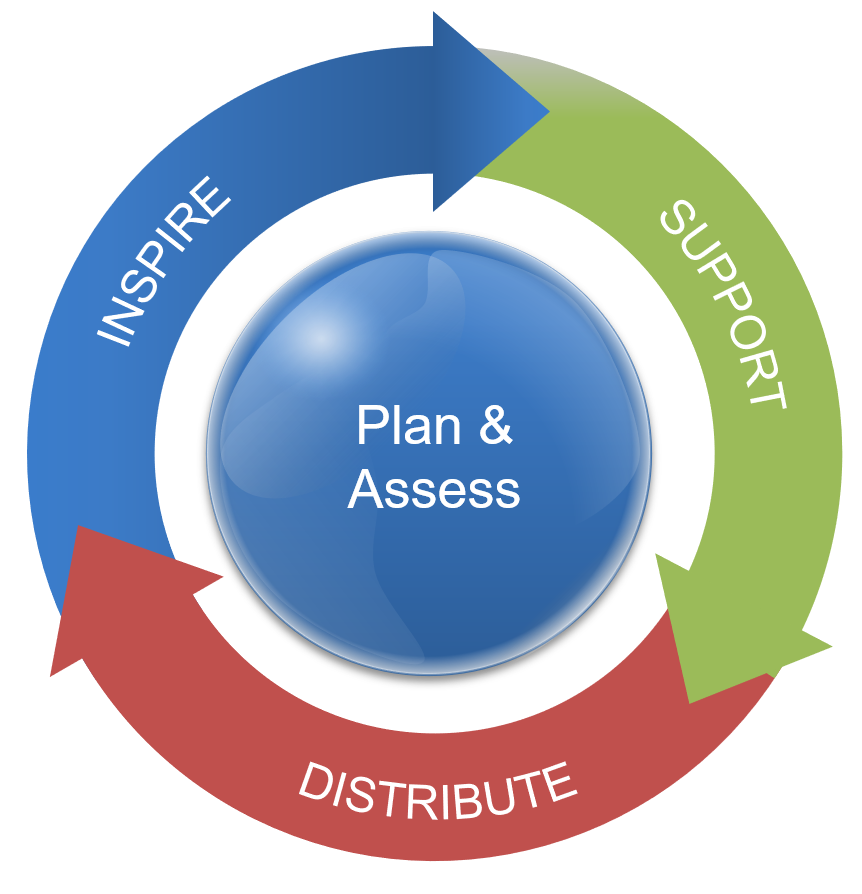 INSPIRE
SUPPORT
Plan &
Assess
DISTRIBUTE